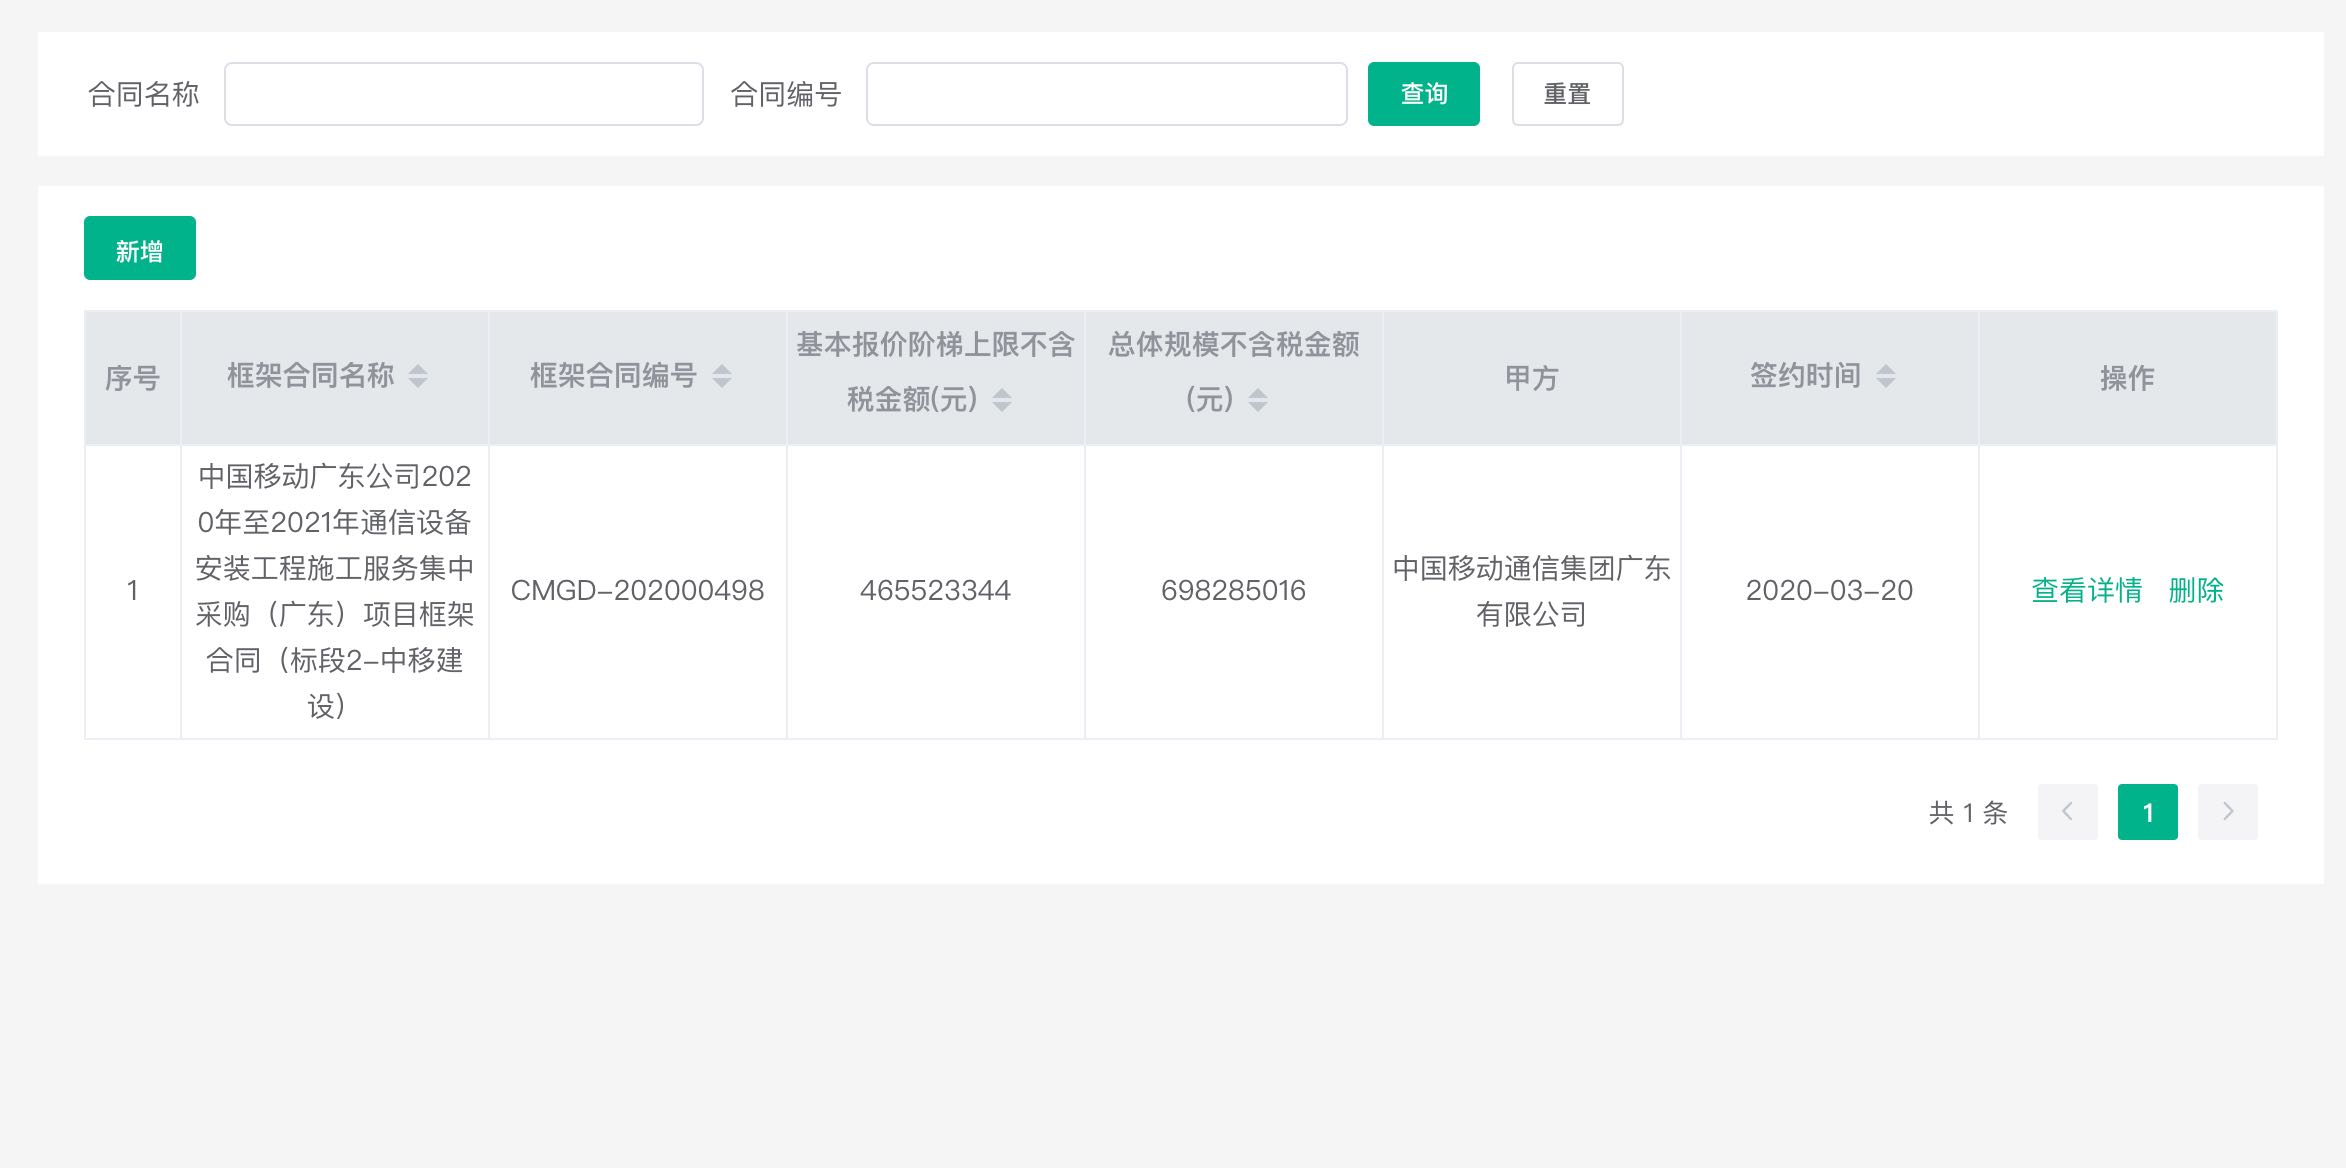 合同名称 合同编号 查询 重置
新增
序号 框架合同名称 框架合同编号 基本报价阶梯上限不含 税金额(元) 总体规模不含税金额 (元) 甲方 签约时间 操作
1
中国移动广东公司202
0年至2021年通信设备
安装工程施工服务集中
采购（广东）项目框架
合同（标段2-中移建
设）
CMGD-202000498
465523344
698285016
中国移动通信集团广东
有限公司
2020-03-20
查看详情 删除
共 1 条 1